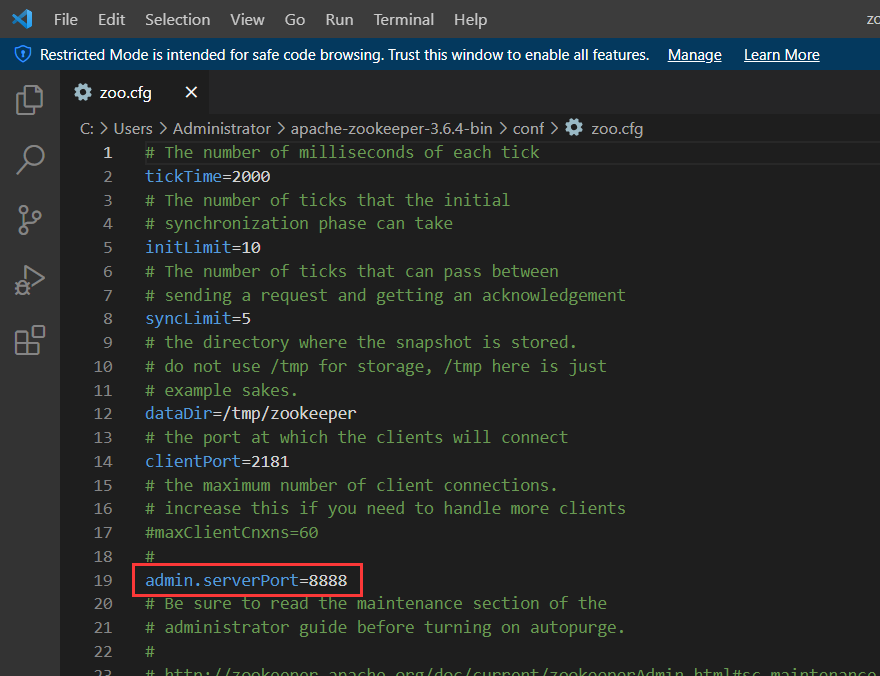 File Edit Selection View Go Run Terminal Help
Restricted Mode is intended for safe code browsing. Trust this window to enable all features. Manage Learn More
zoo.cfg
C: > Users > Administrator > apache-zookeeper-3.6.4-bin > conf > zoo.cfg
1 # The number of milliseconds of each tick
2 tickTime=2000
3 # The number of ticks that the initial
4 # synchronization phase can take
5 initLimit=10
6 # The number of ticks that can pass between
7 # sending a request and getting an acknowledgement
8 syncLimit=5
9 # the directory where the snapshot is stored.
10 # do not use /tmp for storage, /tmp here is just
11 # example sakes.
12 dataDir=/tmp/zookeeper
13 # the port at which the clients will connect
14 clientPort=2181
15 # the maximum number of client connections.
16 # increase this if you need to handle more clients
17 #maxClientCnxns=60
18 #
19 admin.serverPort=8888
20 # Be sure to read the maintenance section of the
21 # administrator guide before turning on autopurge.
22 #
23 # http://zookeeper.apache.org/doc/current/zookeeperAdmin.html#sc_maintenance